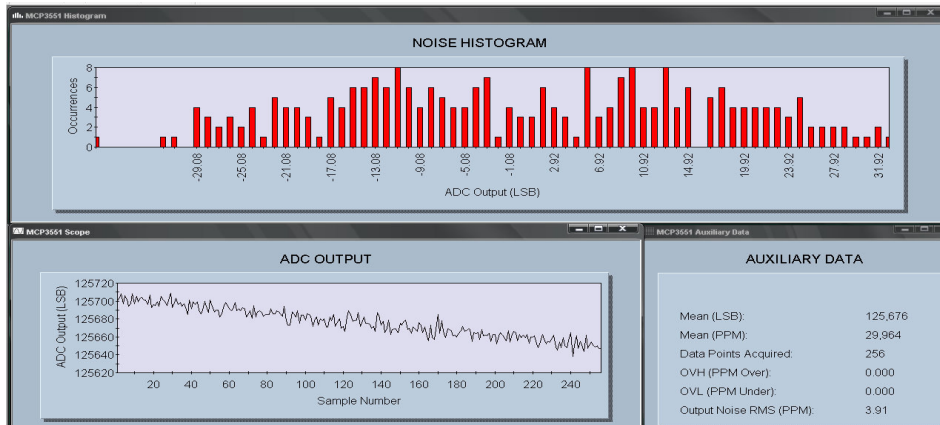 MCP3551 Histogram
NOISE HISTOGRAM
Occurrences
8
6
4
2
0
-29.08 -25.08 -21.08 -17.08 -13.08 -9.08 -5.08 -1.08 2.92 6.92 10.92 14.92 19.92 23.92 27.92 31.92
ADC Output (LSB)
MCP3551 Scope
ADC OUTPUT
ADC Output (LSB)
125720
125700
125680
125660
125640
125620
20 40 60 80 100 120 140 160 180 200 220 240
Sample Number
MCP3551 Auxiliary Data
AUXILIARY DATA
Mean (LSB): 125,676
Mean (PPM): 29,964
Data Points Acquired: 256
OVH (PPM Over): 0.000
OVL (PPM Under): 0.000
Output Noise RMS (PPM): 3.91